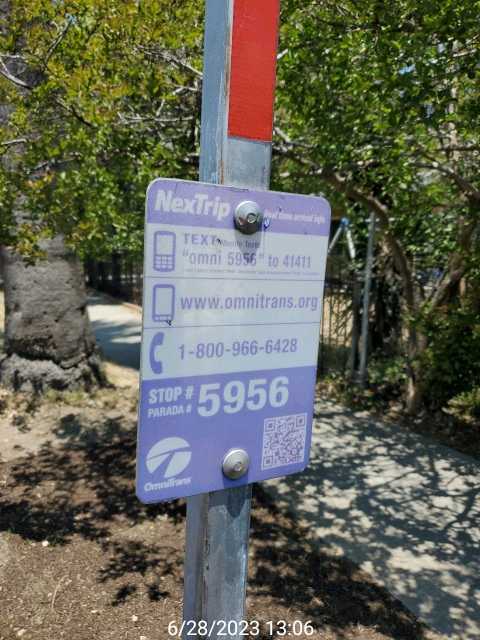 NexTrip Real time arrival info.
TEXT
"omni 5956" to 41411
www.omnitrans.org
1-800-966-6428
STOP #
PARADA #
5956
OmniTrans
6/28/2023 13:06